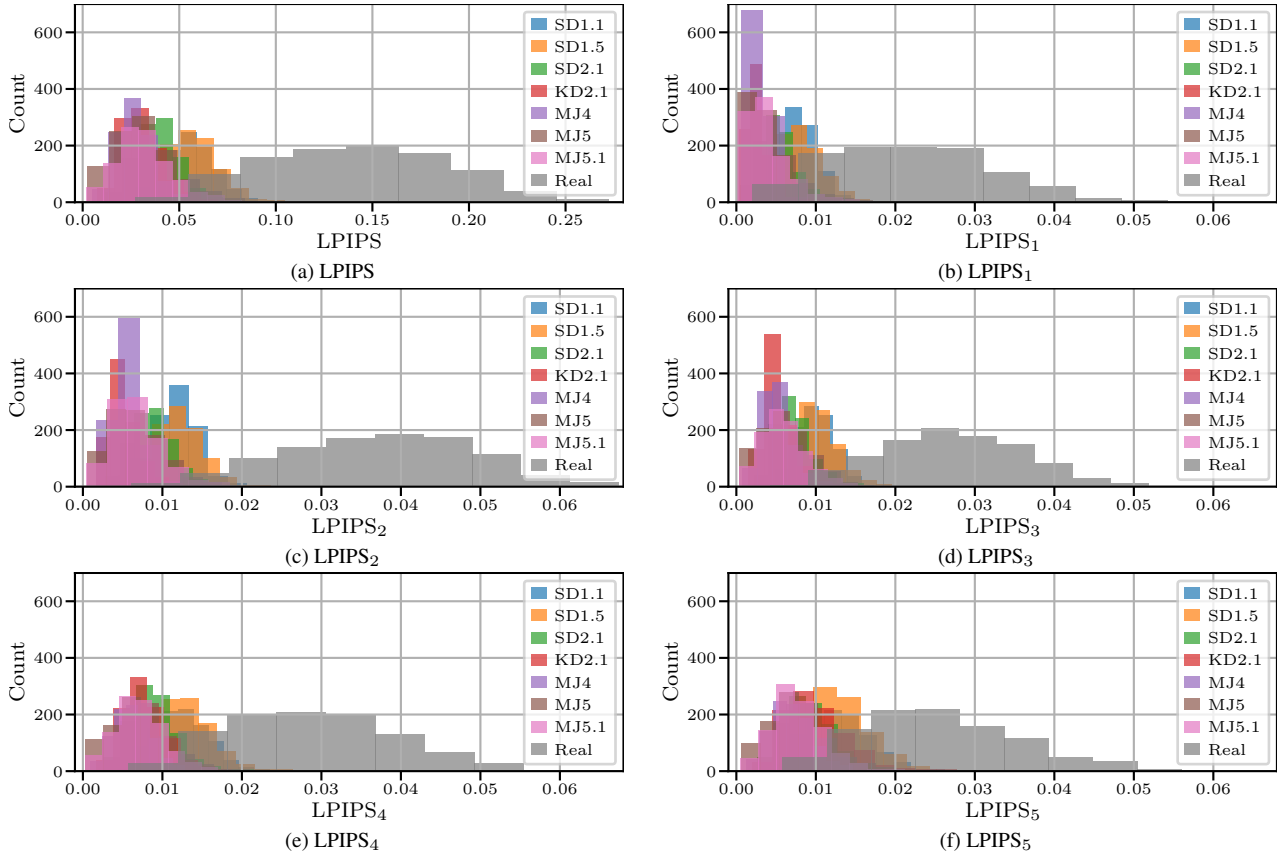 600
400
200
0
Count
0.00 0.05 0.10 0.15 0.20 0.25
LPIPS
SD1.1
SD1.5
SD2.1
KD2.1
MJ4
MJ5
MJ5.1
Real
(a) LPIPS
600
400
200
0
Count
0.00 0.01 0.02 0.03 0.04 0.05 0.06
LPIPS₁
SD1.1
SD1.5
SD2.1
KD2.1
MJ4
MJ5
MJ5.1
Real
(b) LPIPS₁
600
400
200
0
Count
0.00 0.01 0.02 0.03 0.04 0.05 0.06
LPIPS₂
SD1.1
SD1.5
SD2.1
KD2.1
MJ4
MJ5
MJ5.1
Real
(c) LPIPS₂
600
400
200
0
Count
0.00 0.01 0.02 0.03 0.04 0.05 0.06
LPIPS₃
SD1.1
SD1.5
SD2.1
KD2.1
MJ4
MJ5
MJ5.1
Real
(d) LPIPS₃
600
400
200
0
Count
0.00 0.01 0.02 0.03 0.04 0.05 0.06
LPIPS₄
SD1.1
SD1.5
SD2.1
KD2.1
MJ4
MJ5
MJ5.1
Real
(e) LPIPS₄
600
400
200
0
Count
0.00 0.01 0.02 0.03 0.04 0.05 0.06
LPIPS₅
SD1.1
SD1.5
SD2.1
KD2.1
MJ4
MJ5
MJ5.1
Real
(f) LPIPS₅